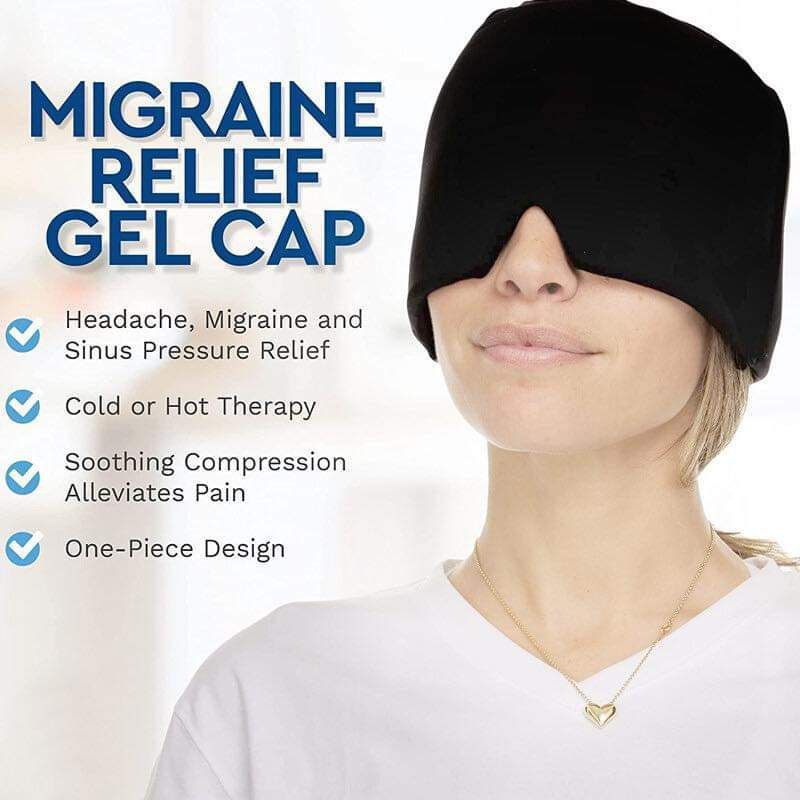 MIGRAINE
RELIEF
GEL CAP
Headache, Migraine and
Sinus Pressure Relief
Cold or Hot Therapy
Soothing Compression
Alleviates Pain
One-Piece Design